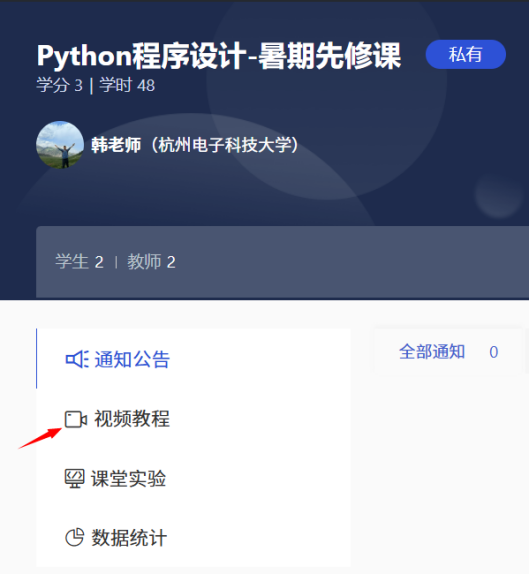 Python程序设计-暑期先修课 私有
学分 3 | 学时 48
韩老师（杭州电子科技大学）
学生 2 | 教师 2
通知公告
全部通知 0
视频教程
课堂实验
数据统计